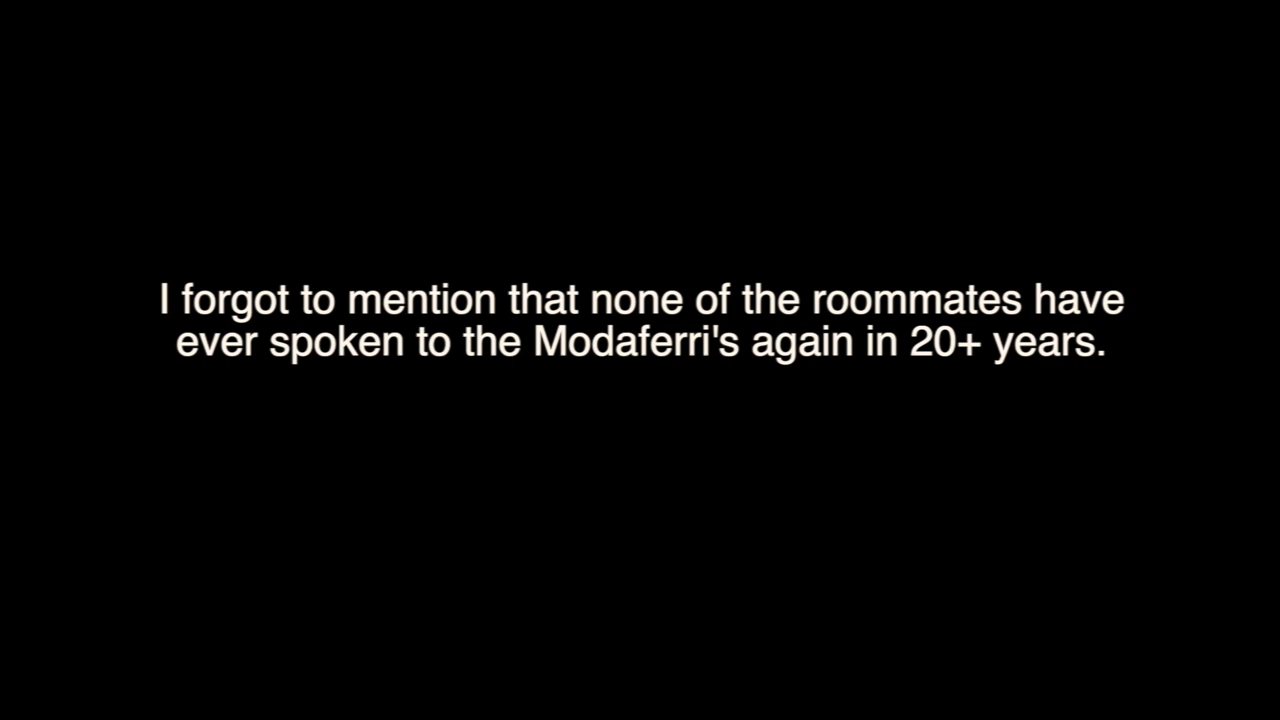 I forgot to mention that none of the roommates have
ever spoken to the Modaferri's again in 20+ years.